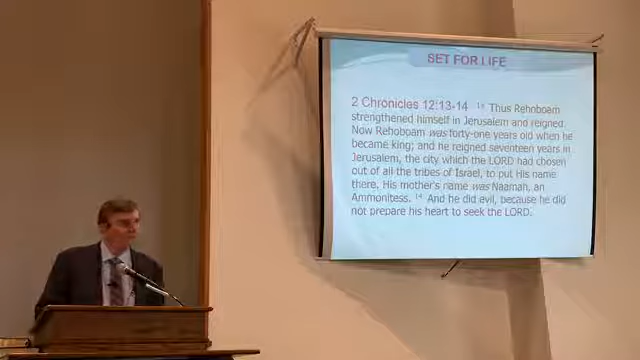 SET FOR LIFE
2 Chronicles 12:13-14 ¹³ Thus Rehoboam
strengthened himself in Jerusalem and reigned.
Now Rehoboam was forty-one years old when he
became king; and he reigned seventeen years in
Jerusalem, the city which the LORD had chosen
out of all the tribes of Israel, to put His name
there. His mother's name was Naamah, an
Ammonitess. ¹⁴ And he did evil, because he did
not prepare his heart to seek the LORD.